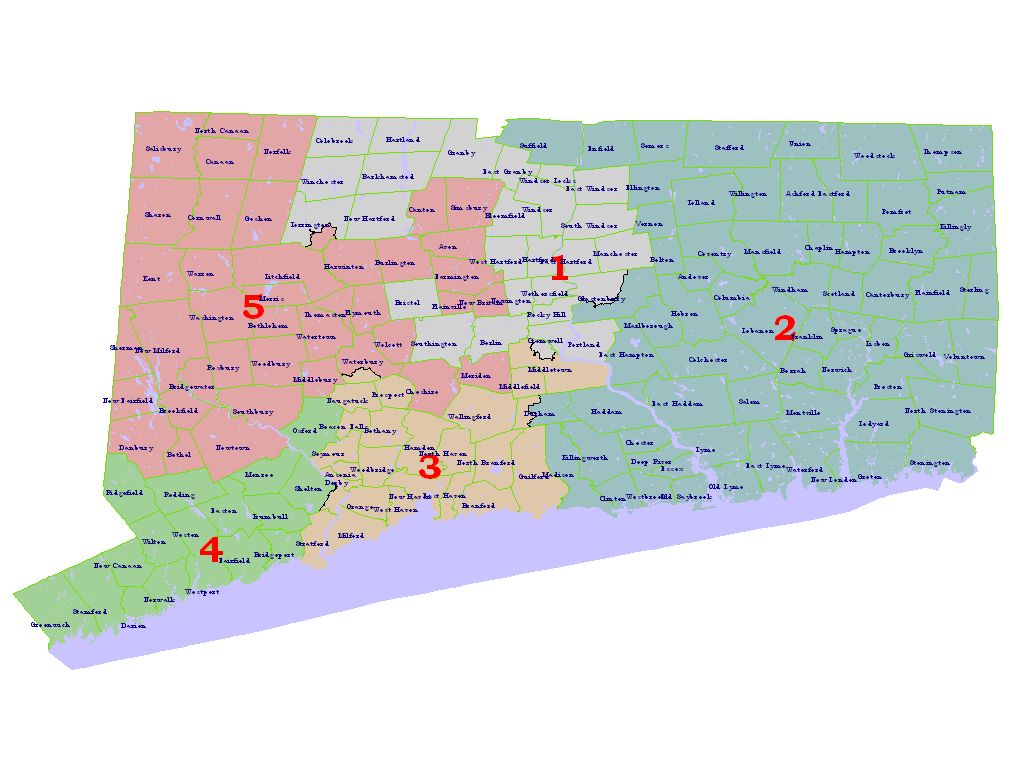 North Canaan
Colebrook
Hartland
Suffield
Enfield
Somers
Stafford
Union
Woodstock
Thompson
Salisbury
Canaan
Norfolk
Granby
East Granby
Winchester
Barkhamsted
Windsor Locks
East Windsor
Ellington
Tolland
Willington
Ashford
Eastford
Putnam
Sharon
Cornwall
Goshen
Torrington
New Hartford
Canton
Simsbury
Bloomfield
Windsor
South Windsor
Vernon
Pomfret
Killingly
Kent
Warren
Litchfield
Harwinton
Burlington
Avon
Farmington
West Hartford
Hartford
East Hartford
1
Manchester
Bolton
Coventry
Mansfield
Chaplin
Hampton
Brooklyn
Andover
5
Morris
Washington
Bethlehem
Thomaston
Plymouth
Bristol
Plainville
New Britain
Newington
Wethersfield
Glastonbury
Rocky Hill
Marlborough
Hebron
Columbia
Windham
Scotland
Canterbury
Plainfield
Sterling
Sherman
New Milford
Roxbury
Woodbury
Watertown
Wolcott
Southington
Berlin
Cromwell
Portland
East Hampton
Colchester
Lebanon
2
Franklin
Sprague
Lisbon
Griswold
Voluntown
Bridgewater
Middlebury
Waterbury
Cheshire
Meriden
Middlefield
Middletown
Bozrah
Norwich
Preston
New Fairfield
Brookfield
Southbury
Naugatuck
Prospect
Wallingford
Durham
Haddam
East Haddam
Salem
Montville
Ledyard
North Stonington
Danbury
Bethel
Newtown
Oxford
Beacon Falls
Bethany
Seymour
Hamden
North Haven
3
North Branford
Woodbridge
Ansonia
Derby
Killingworth
Chester
Deep River
Essex
Lyme
East Lyme
Waterford
Stonington
Ridgefield
Redding
Monroe
Shelton
Orange
New Haven
East Haven
West Haven
Branford
Guilford
Madison
Clinton
Westbrook
Old Saybrook
Old Lyme
New London
Groton
Wilton
Weston
Easton
Trumbull
Stratford
Milford
4
Fairfield
Bridgeport
New Canaan
Norwalk
Westport
Stamford
Greenwich
Darien